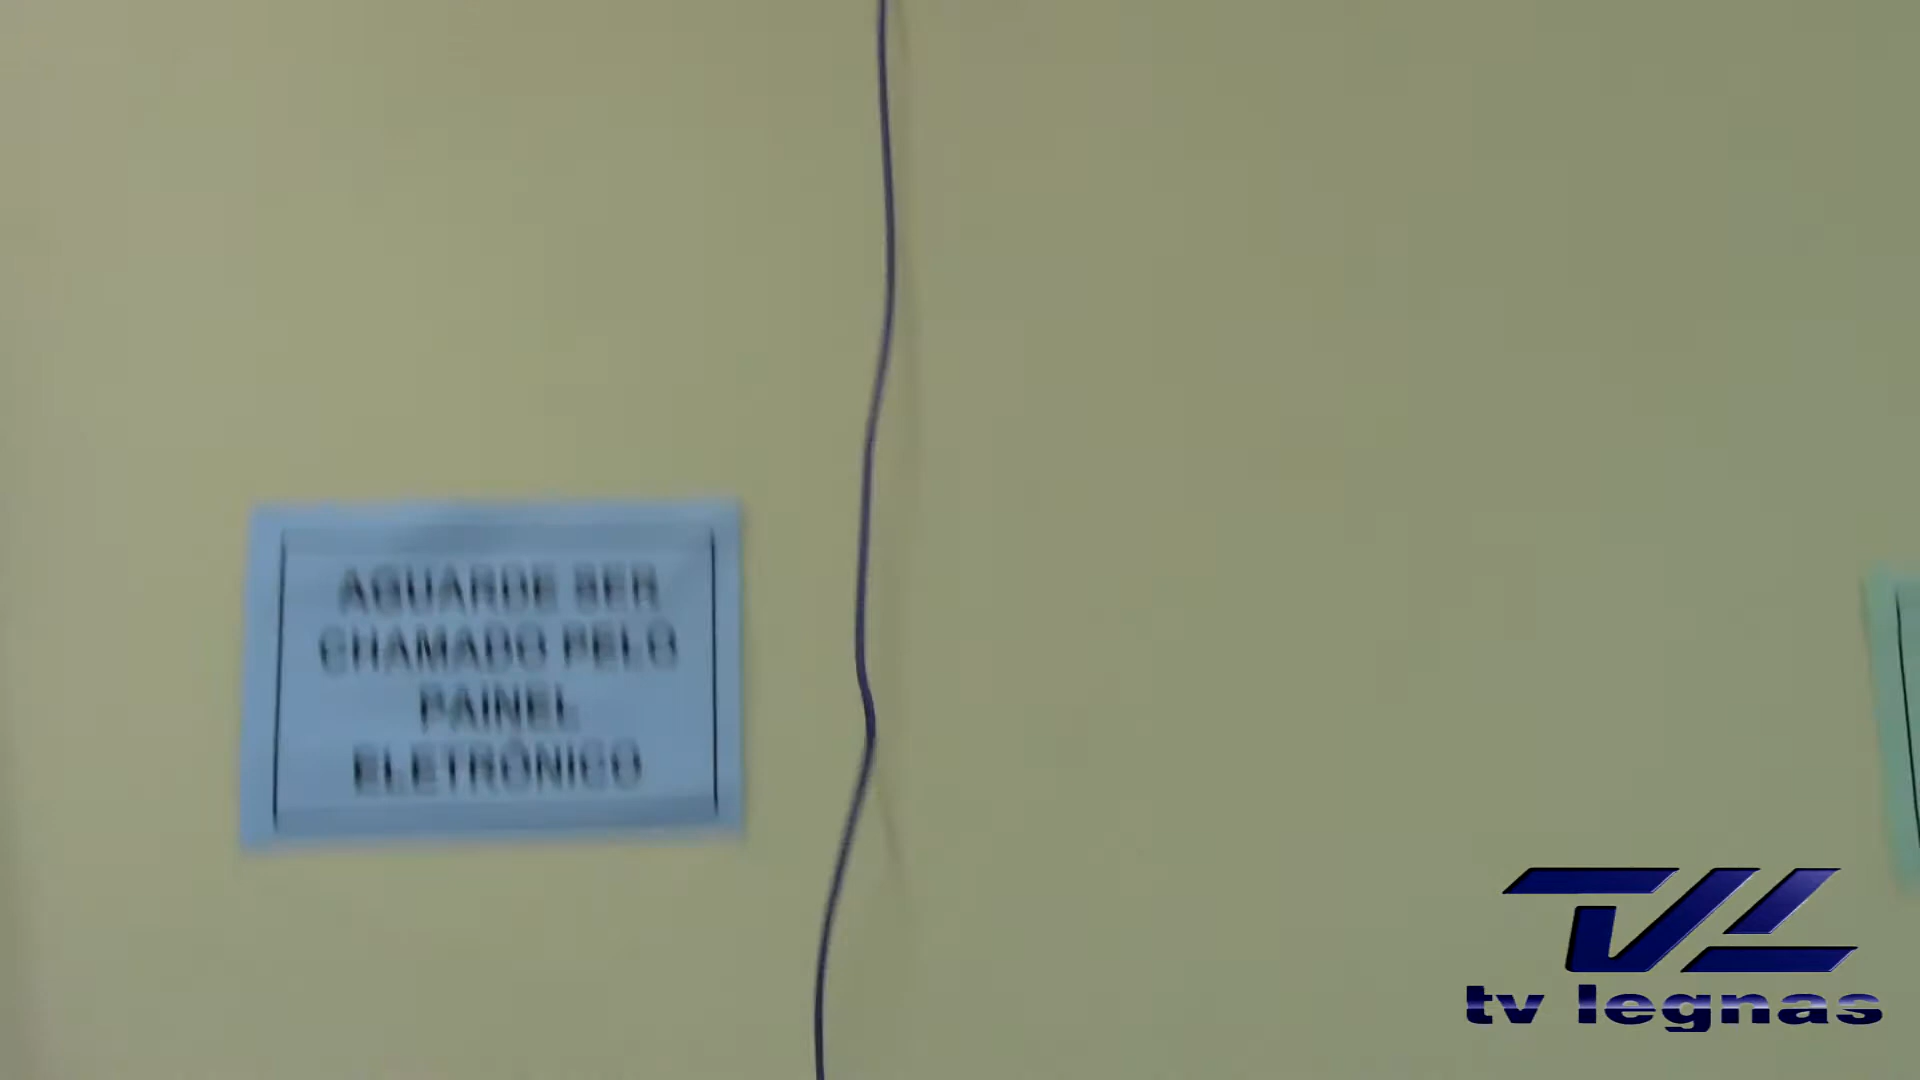 AGUARDE SER
CHAMADO PELO
PAINEL
ELETRÔNICO
TVL
tv legnas